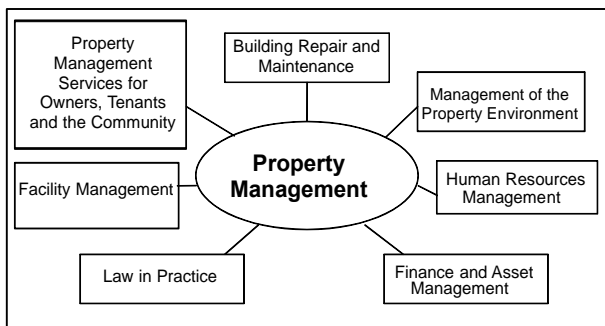 Property
Management
Services for
Owners, Tenants
and the Community
Building Repair and
Maintenance
Management of the
Property Environment
Property
Management
Facility Management
Human Resources
Management
Law in Practice
Finance and Asset
Management